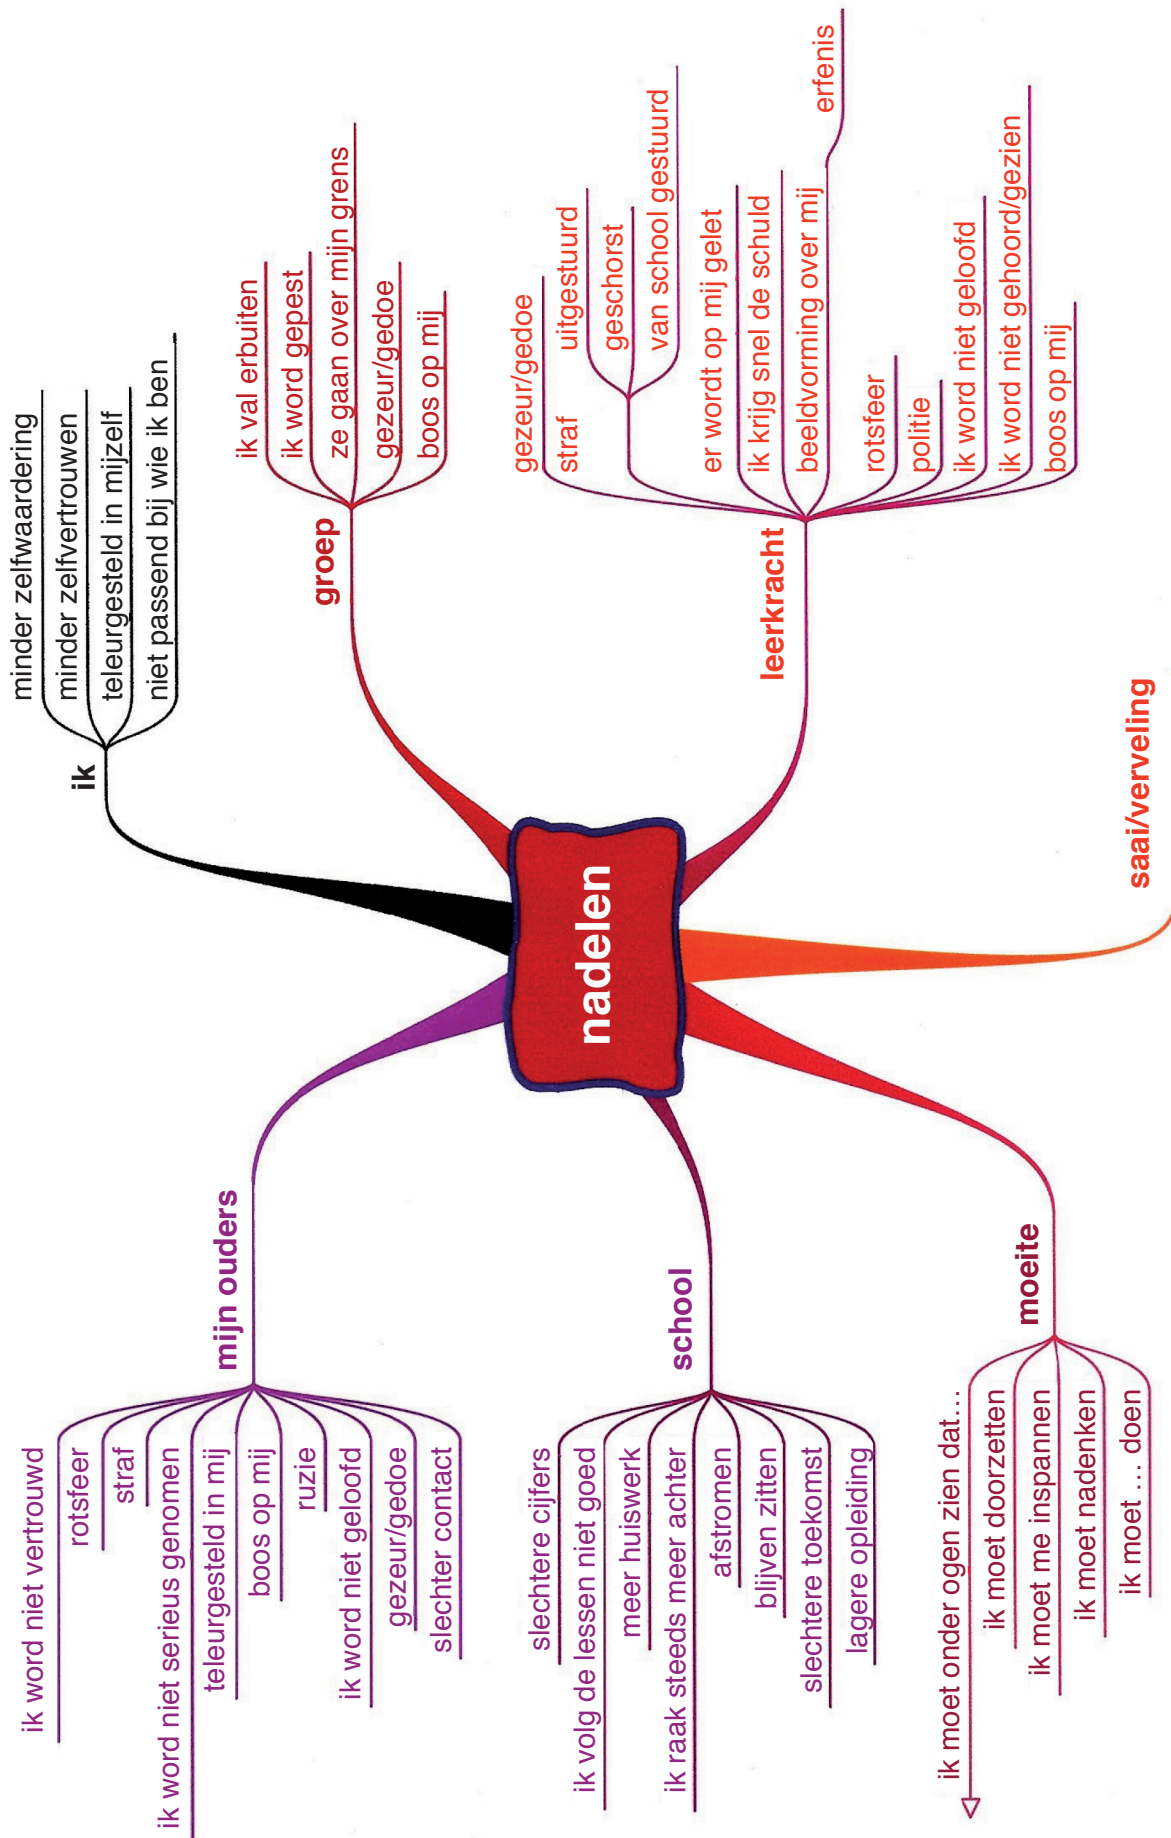 nadelen
ik
minder zelfwaardering
minder zelfvertrouwen
teleurgesteld in mijzelf
niet passend bij wie ik ben
groep
ik val erbuiten
ik word gepest
ze gaan over mijn grens
gezeur/gedoe
boos op mij
leerkracht
gezeur/gedoe
straf
uitgestuurd
geschorst
van school gestuurd
er wordt op mij gelet
ik krijg snel de schuld
beeldvorming over mij
erfenis
rotsfeer
politie
ik word niet geloofd
ik word niet gehoord/gezien
boos op mij
saai/verveling
moeite
ik moet onder ogen zien dat…
ik moet doorzetten
ik moet me inspannen
ik moet nadenken
ik moet … doen
school
slechtere cijfers
ik volg de lessen niet goed
meer huiswerk
ik raak steeds meer achter
afstromen
blijven zitten
slechtere toekomst
lagere opleiding
mijn ouders
ik word niet vertrouwd
rotsfeer
straf
ik word niet serieus genomen
teleurgesteld in mij
boos op mij
ruzie
ik word niet geloofd
gezeur/gedoe
slechter contact